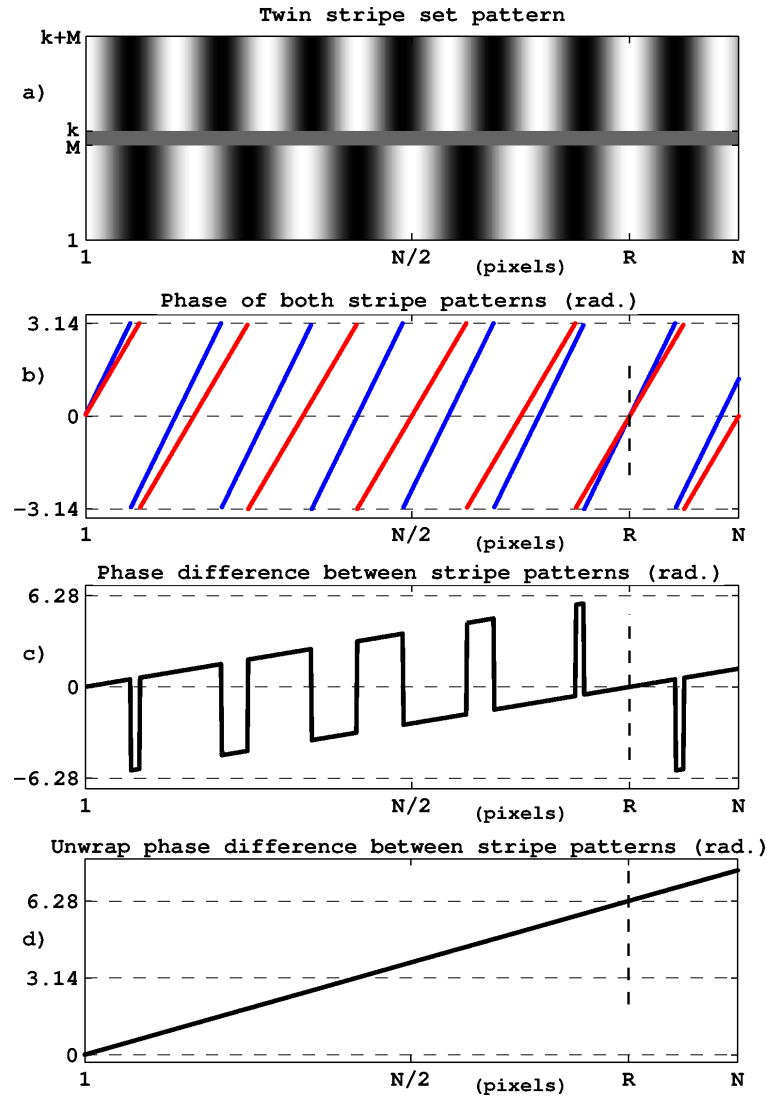 Twin stripe set pattern
k+M
a)
k
M
1
1 N/2 R N
(pixels)
Phase of both stripe patterns (rad.)
3.14
b)
0
-3.14
1 N/2 R N
(pixels)
Phase difference between stripe patterns (rad.)
6.28
c)
0
-6.28
1 N/2 R N
(pixels)
Unwrap phase difference between stripe patterns (rad.)
6.28
d)
3.14
0
1 N/2 R N
(pixels)